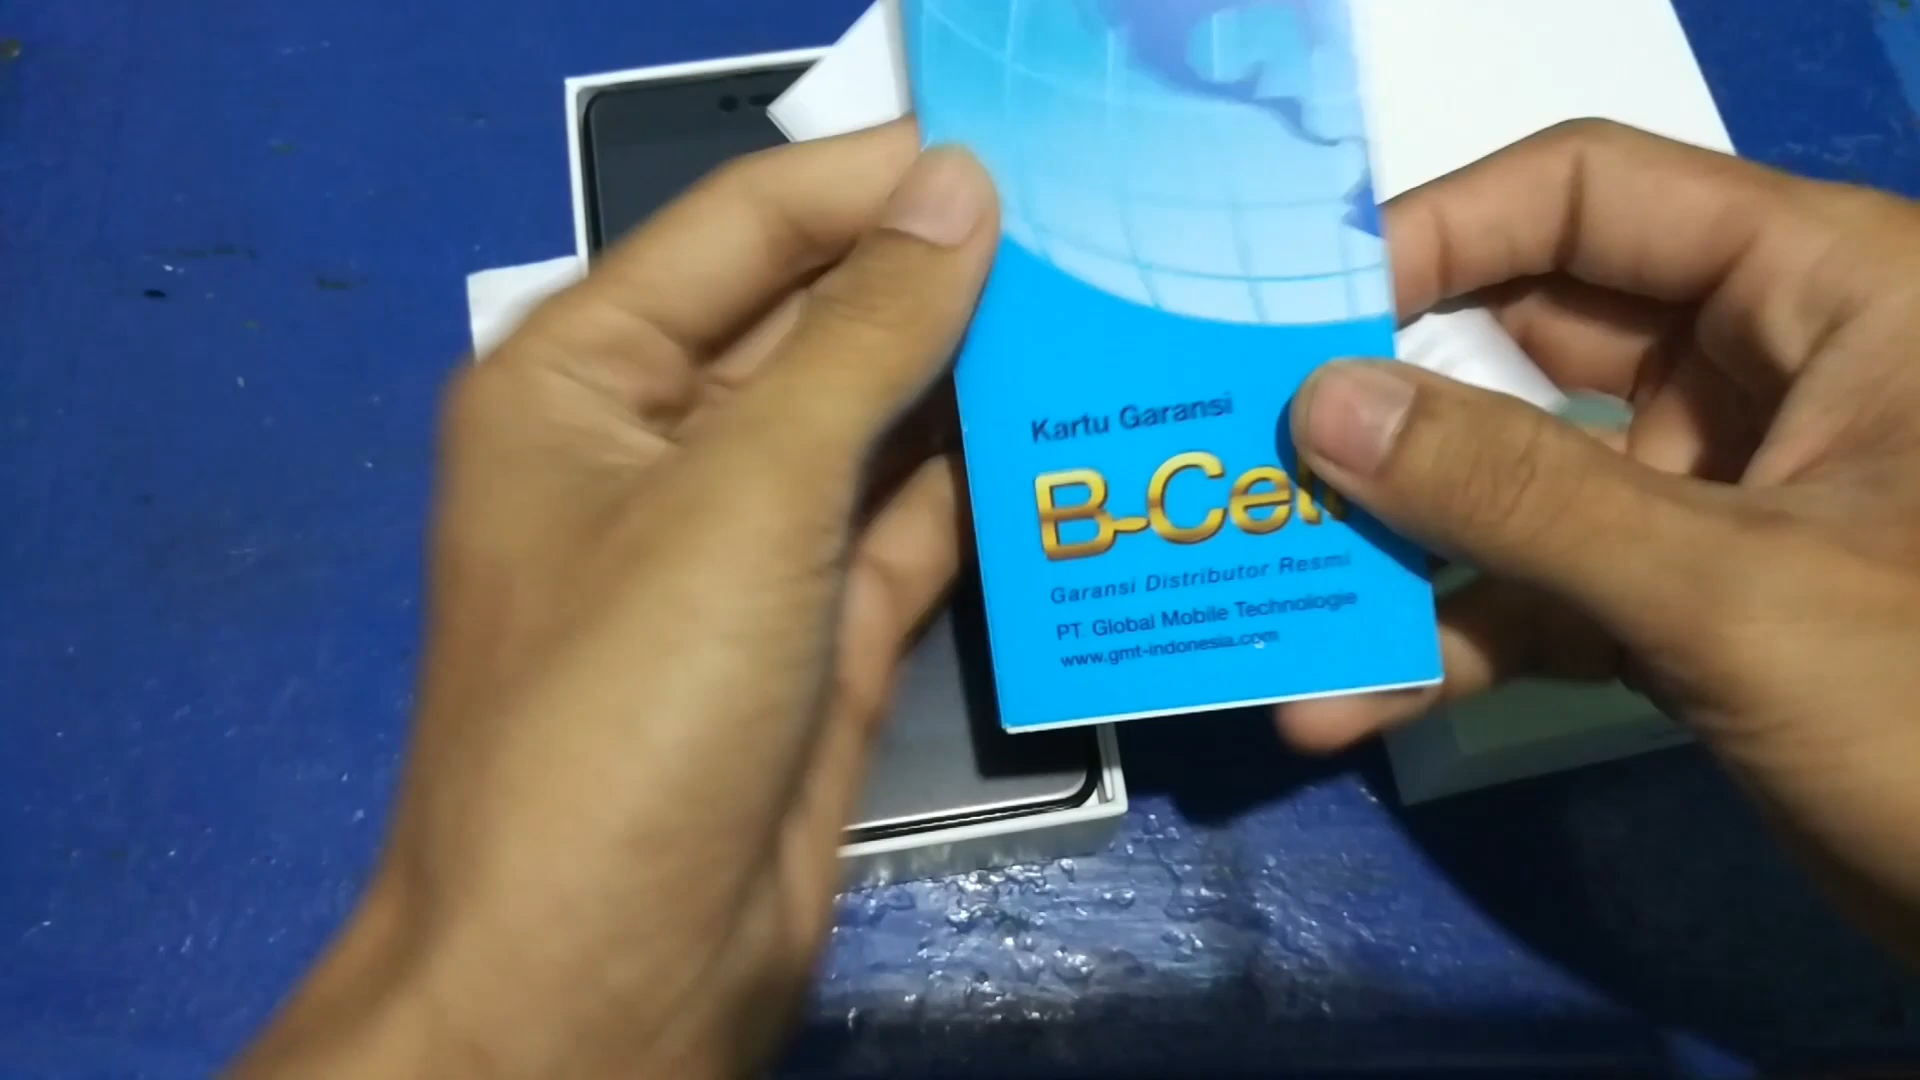 Kartu Garansi
B-Cell
Garansi Distributor Resmi
PT. Global Mobile Technologie
www.gmt-indonesia.com